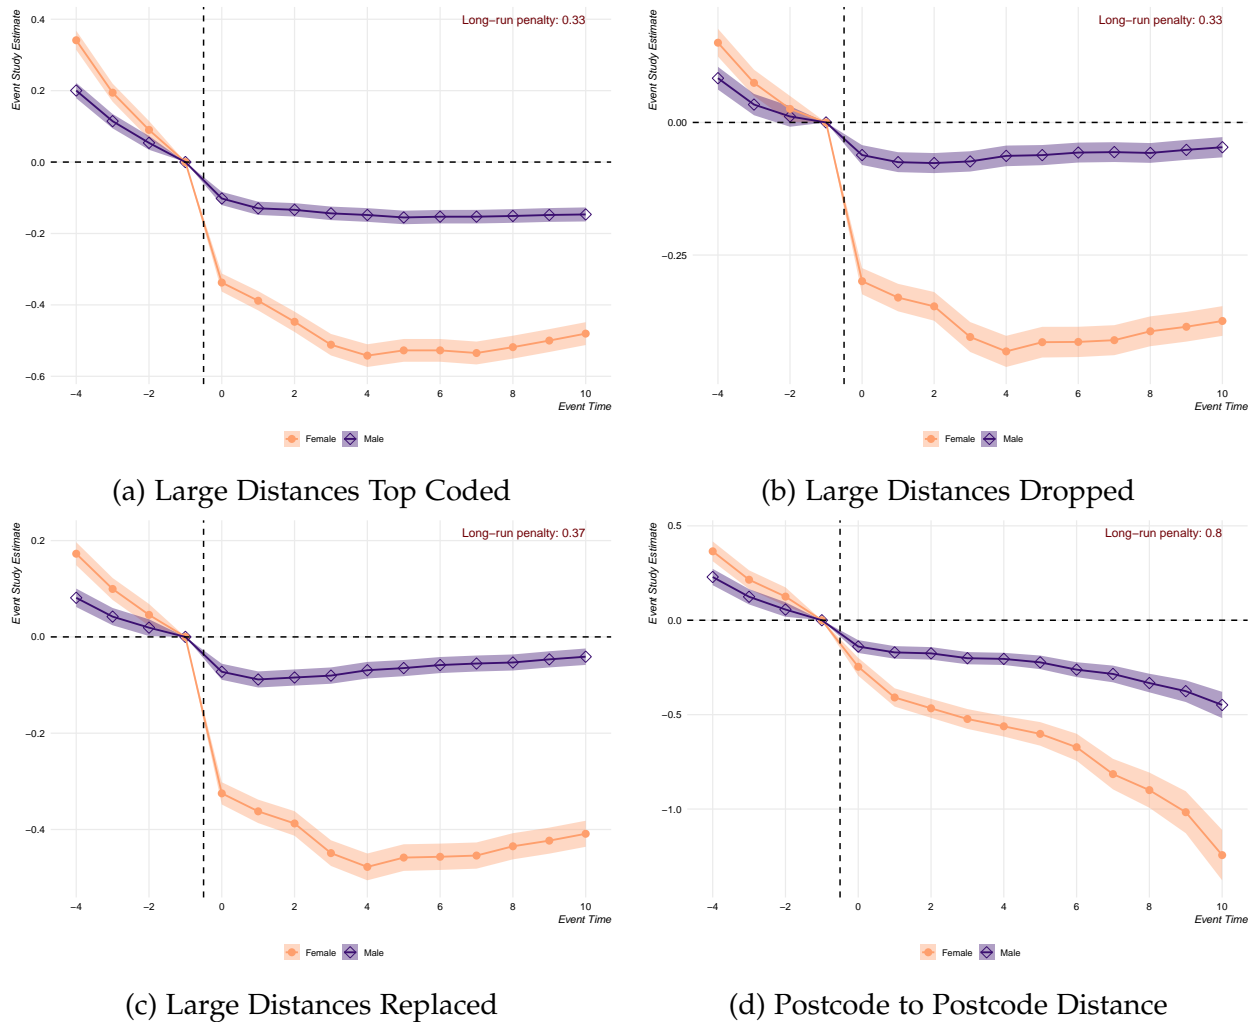 Long−run penalty: 0.33
Event Study Estimate
0.4
0.2
0.0
−0.2
−0.4
−0.6
−4 −2 0 2 4 6 8 10
Event Time
Female Male
(a) Large Distances Top Coded
Long−run penalty: 0.33
Event Study Estimate
0.00
−0.25
−4 −2 0 2 4 6 8 10
Event Time
Female Male
(b) Large Distances Dropped
Long−run penalty: 0.37
Event Study Estimate
0.2
0.0
−0.2
−0.4
−4 −2 0 2 4 6 8 10
Event Time
Female Male
(c) Large Distances Replaced
Long−run penalty: 0.8
Event Study Estimate
0.5
0.0
−0.5
−1.0
−4 −2 0 2 4 6 8 10
Event Time
Female Male
(d) Postcode to Postcode Distance